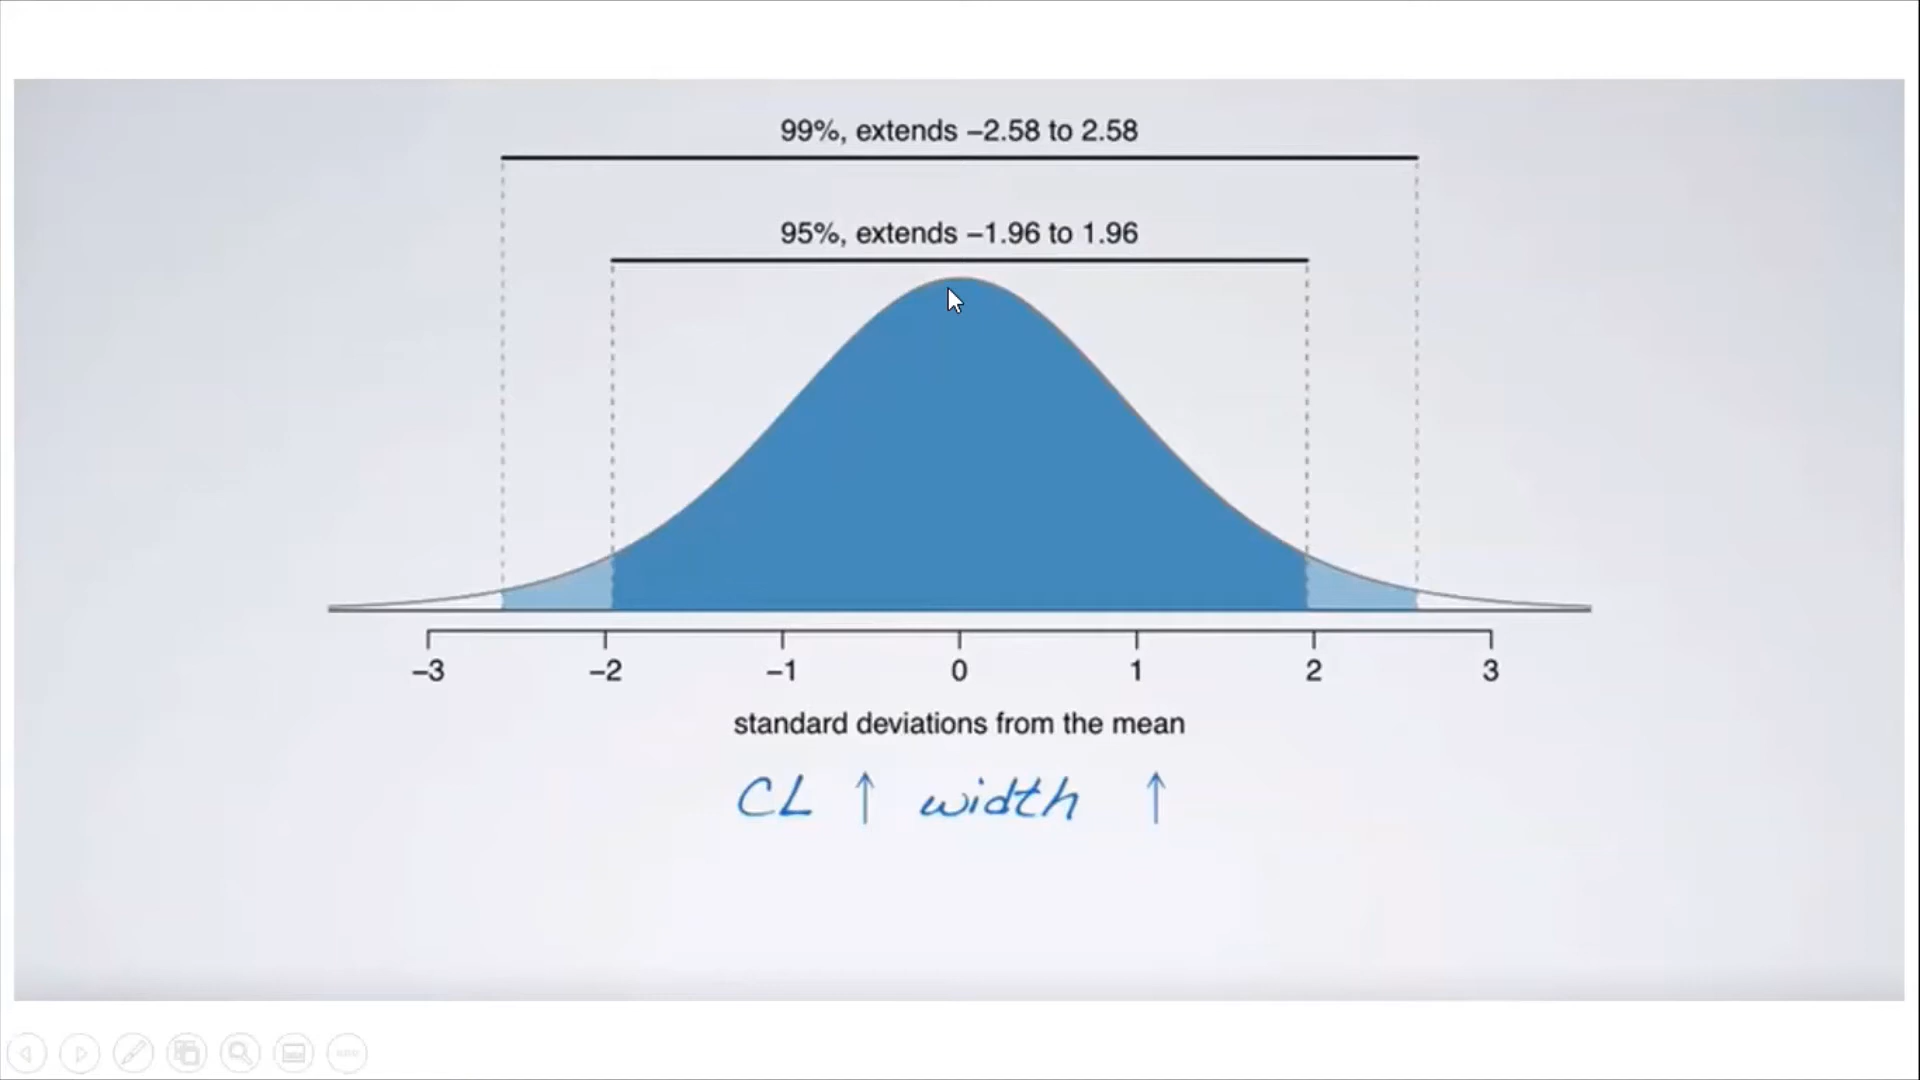 99%, extends −2.58 to 2.58
95%, extends −1.96 to 1.96
−3 −2 −1 0 1 2 3
standard deviations from the mean
CL ↑ width ↑